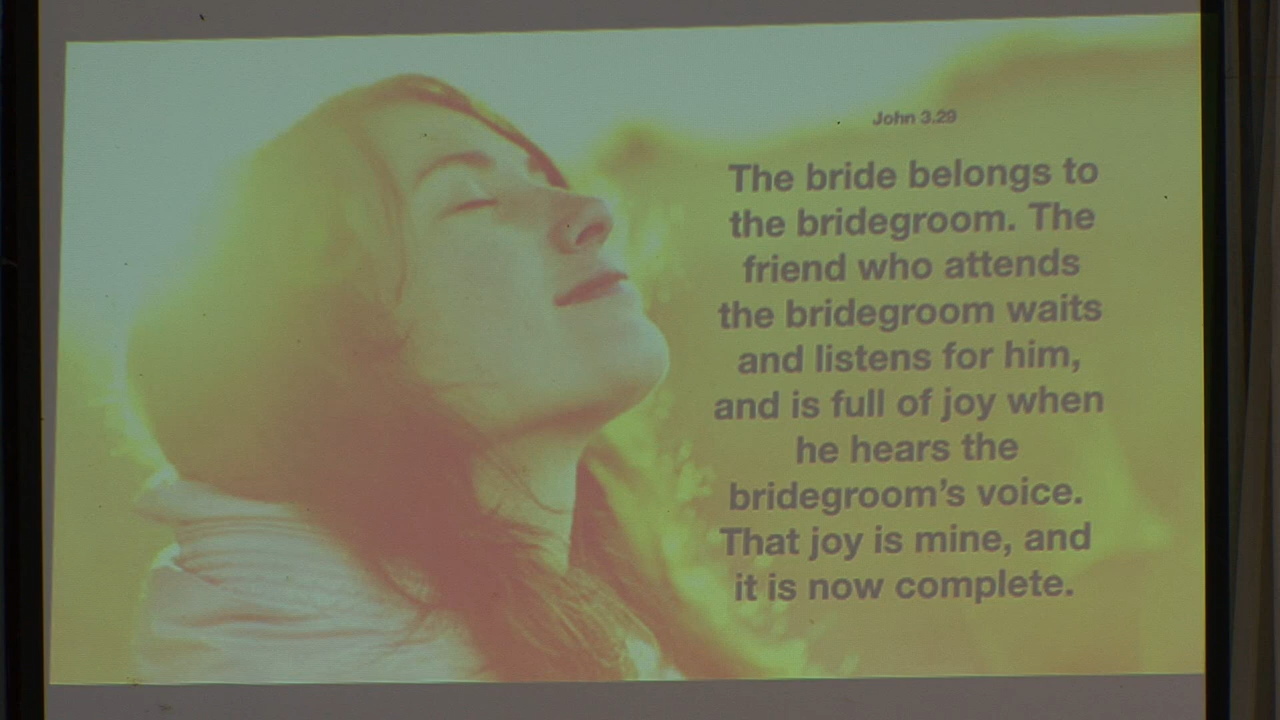 John 3.29
The bride belongs to
the bridegroom. The
friend who attends
the bridegroom waits
and listens for him,
and is full of joy when
he hears the
bridegroom’s voice.
That joy is mine, and
it is now complete.